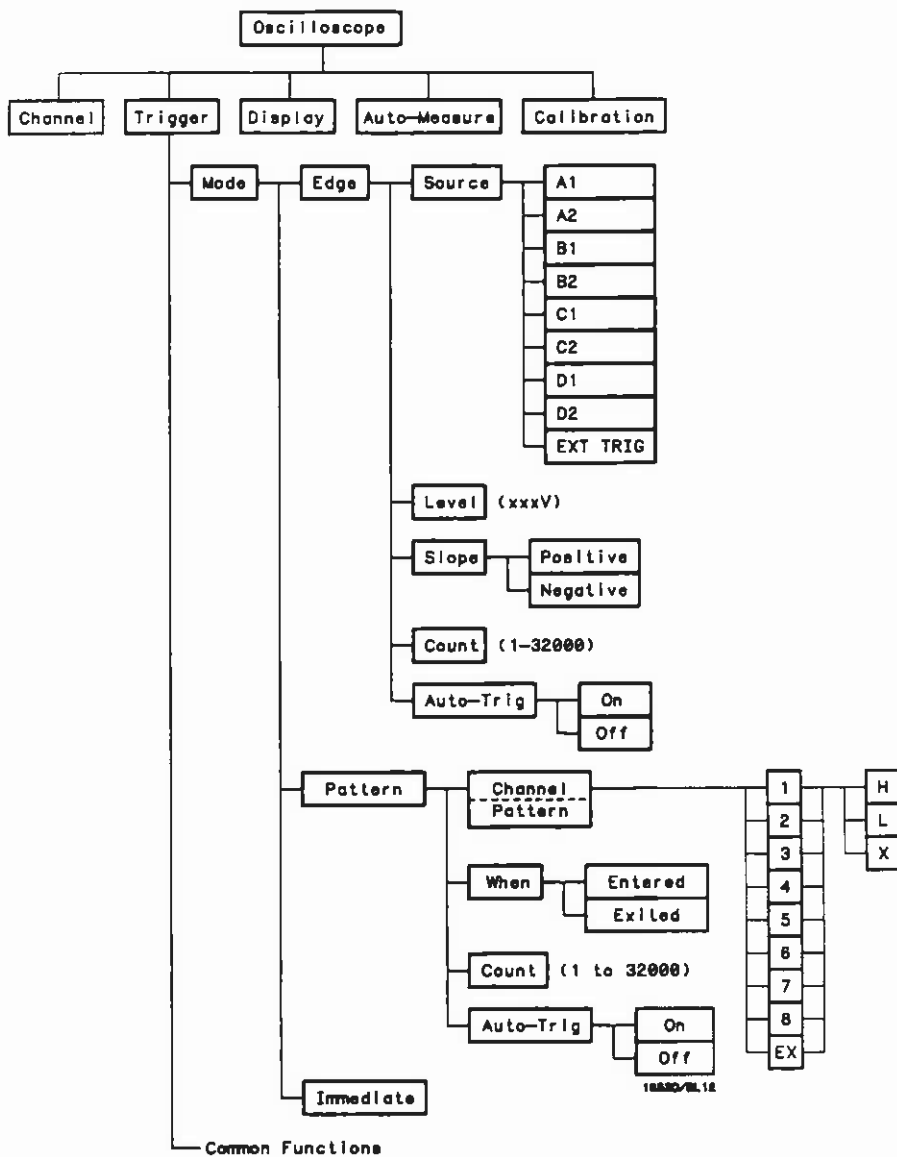 Oscilloscope
Channel Trigger Display Auto-Measure Calibration
Mode Edge Source A1
A2
B1
B2
C1
C2
D1
D2
EXT TRIG
Level (xxxV)
Slope Positive
Negative
Count (1-32000)
Auto-Trig On
Off
Pattern Channel 1 H
Pattern 2 L
3 X
When Entered 4
Exited 5
6
Count (1 to 32000) 7
Auto-Trig On 8
Off EX
Immediate
Common Functions